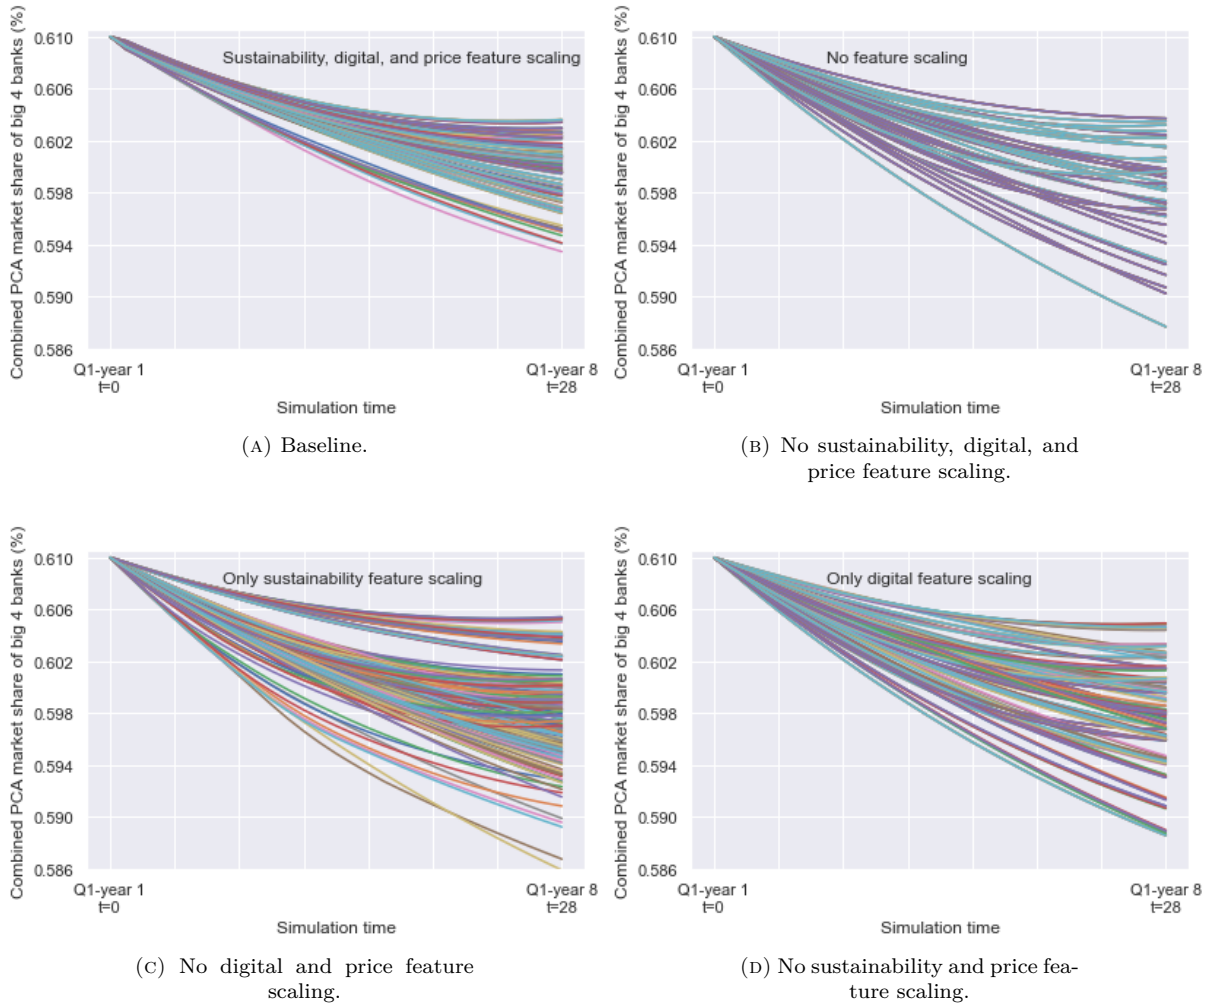 Combined PCA market share of big 4 banks (%)
0.610
0.606
0.602
0.598
0.594
0.590
0.586
Sustainability, digital, and price feature scaling
Q1-year 1
t=0
Q1-year 8
t=28
Simulation time
(A) Baseline.
Combined PCA market share of big 4 banks (%)
0.610
0.606
0.602
0.598
0.594
0.590
0.586
No feature scaling
Q1-year 1
t=0
Q1-year 8
t=28
Simulation time
(B) No sustainability, digital, and
price feature scaling.
Combined PCA market share of big 4 banks (%)
0.610
0.606
0.602
0.598
0.594
0.590
0.586
Only sustainability feature scaling
Q1-year 1
t=0
Q1-year 8
t=28
Simulation time
(C) No digital and price feature
scaling.
Combined PCA market share of big 4 banks (%)
0.610
0.606
0.602
0.598
0.594
0.590
0.586
Only digital feature scaling
Q1-year 1
t=0
Q1-year 8
t=28
Simulation time
(D) No sustainability and price fea-
ture scaling.